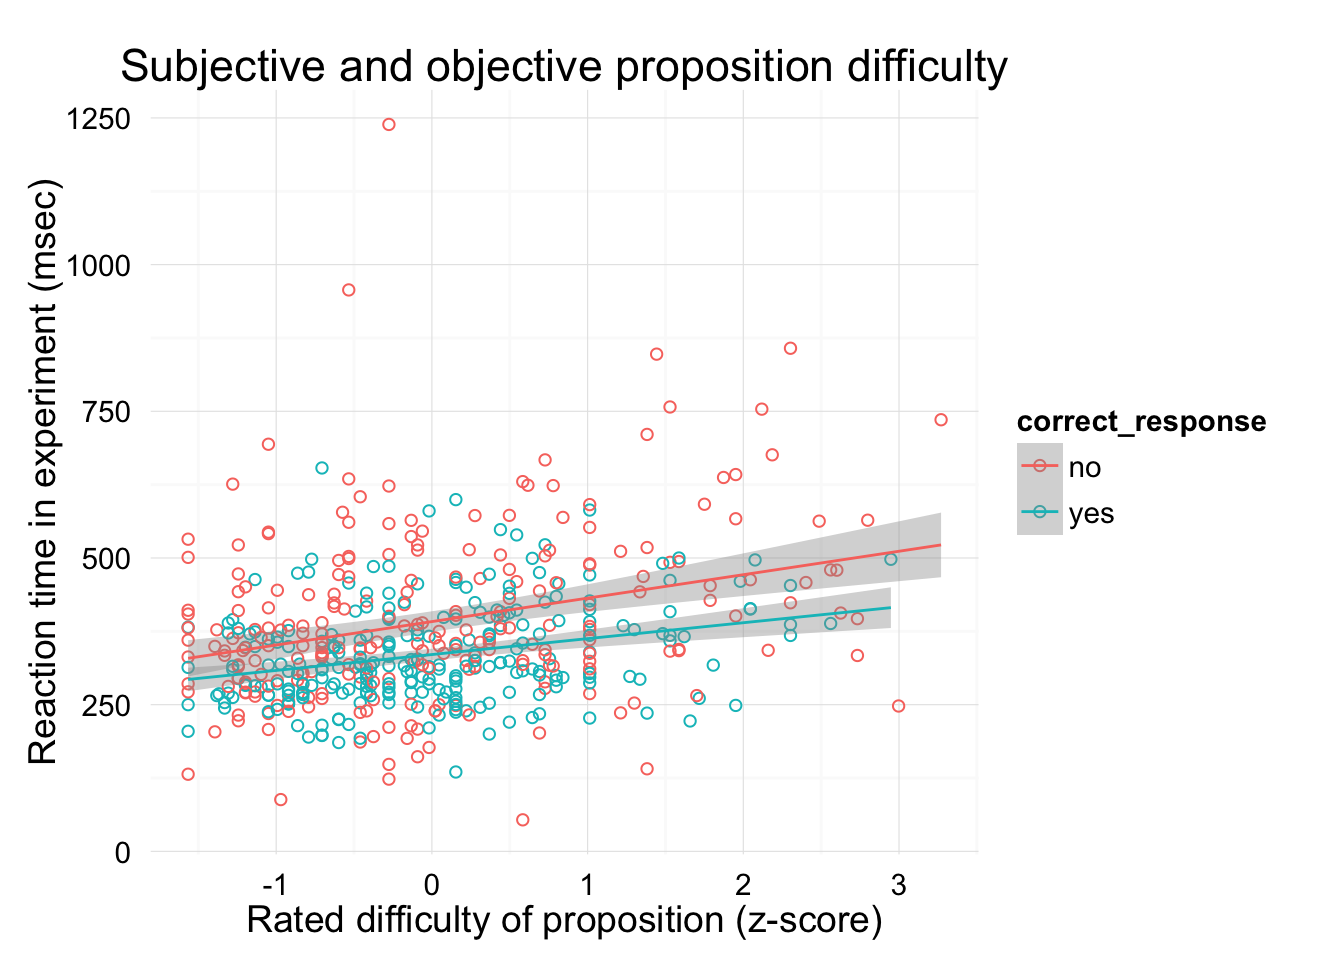 Subjective and objective proposition difficulty
1250
1000
750
500
250
0
Reaction time in experiment (msec)
-1 0 1 2 3
Rated difficulty of proposition (z-score)
correct_response
no
yes